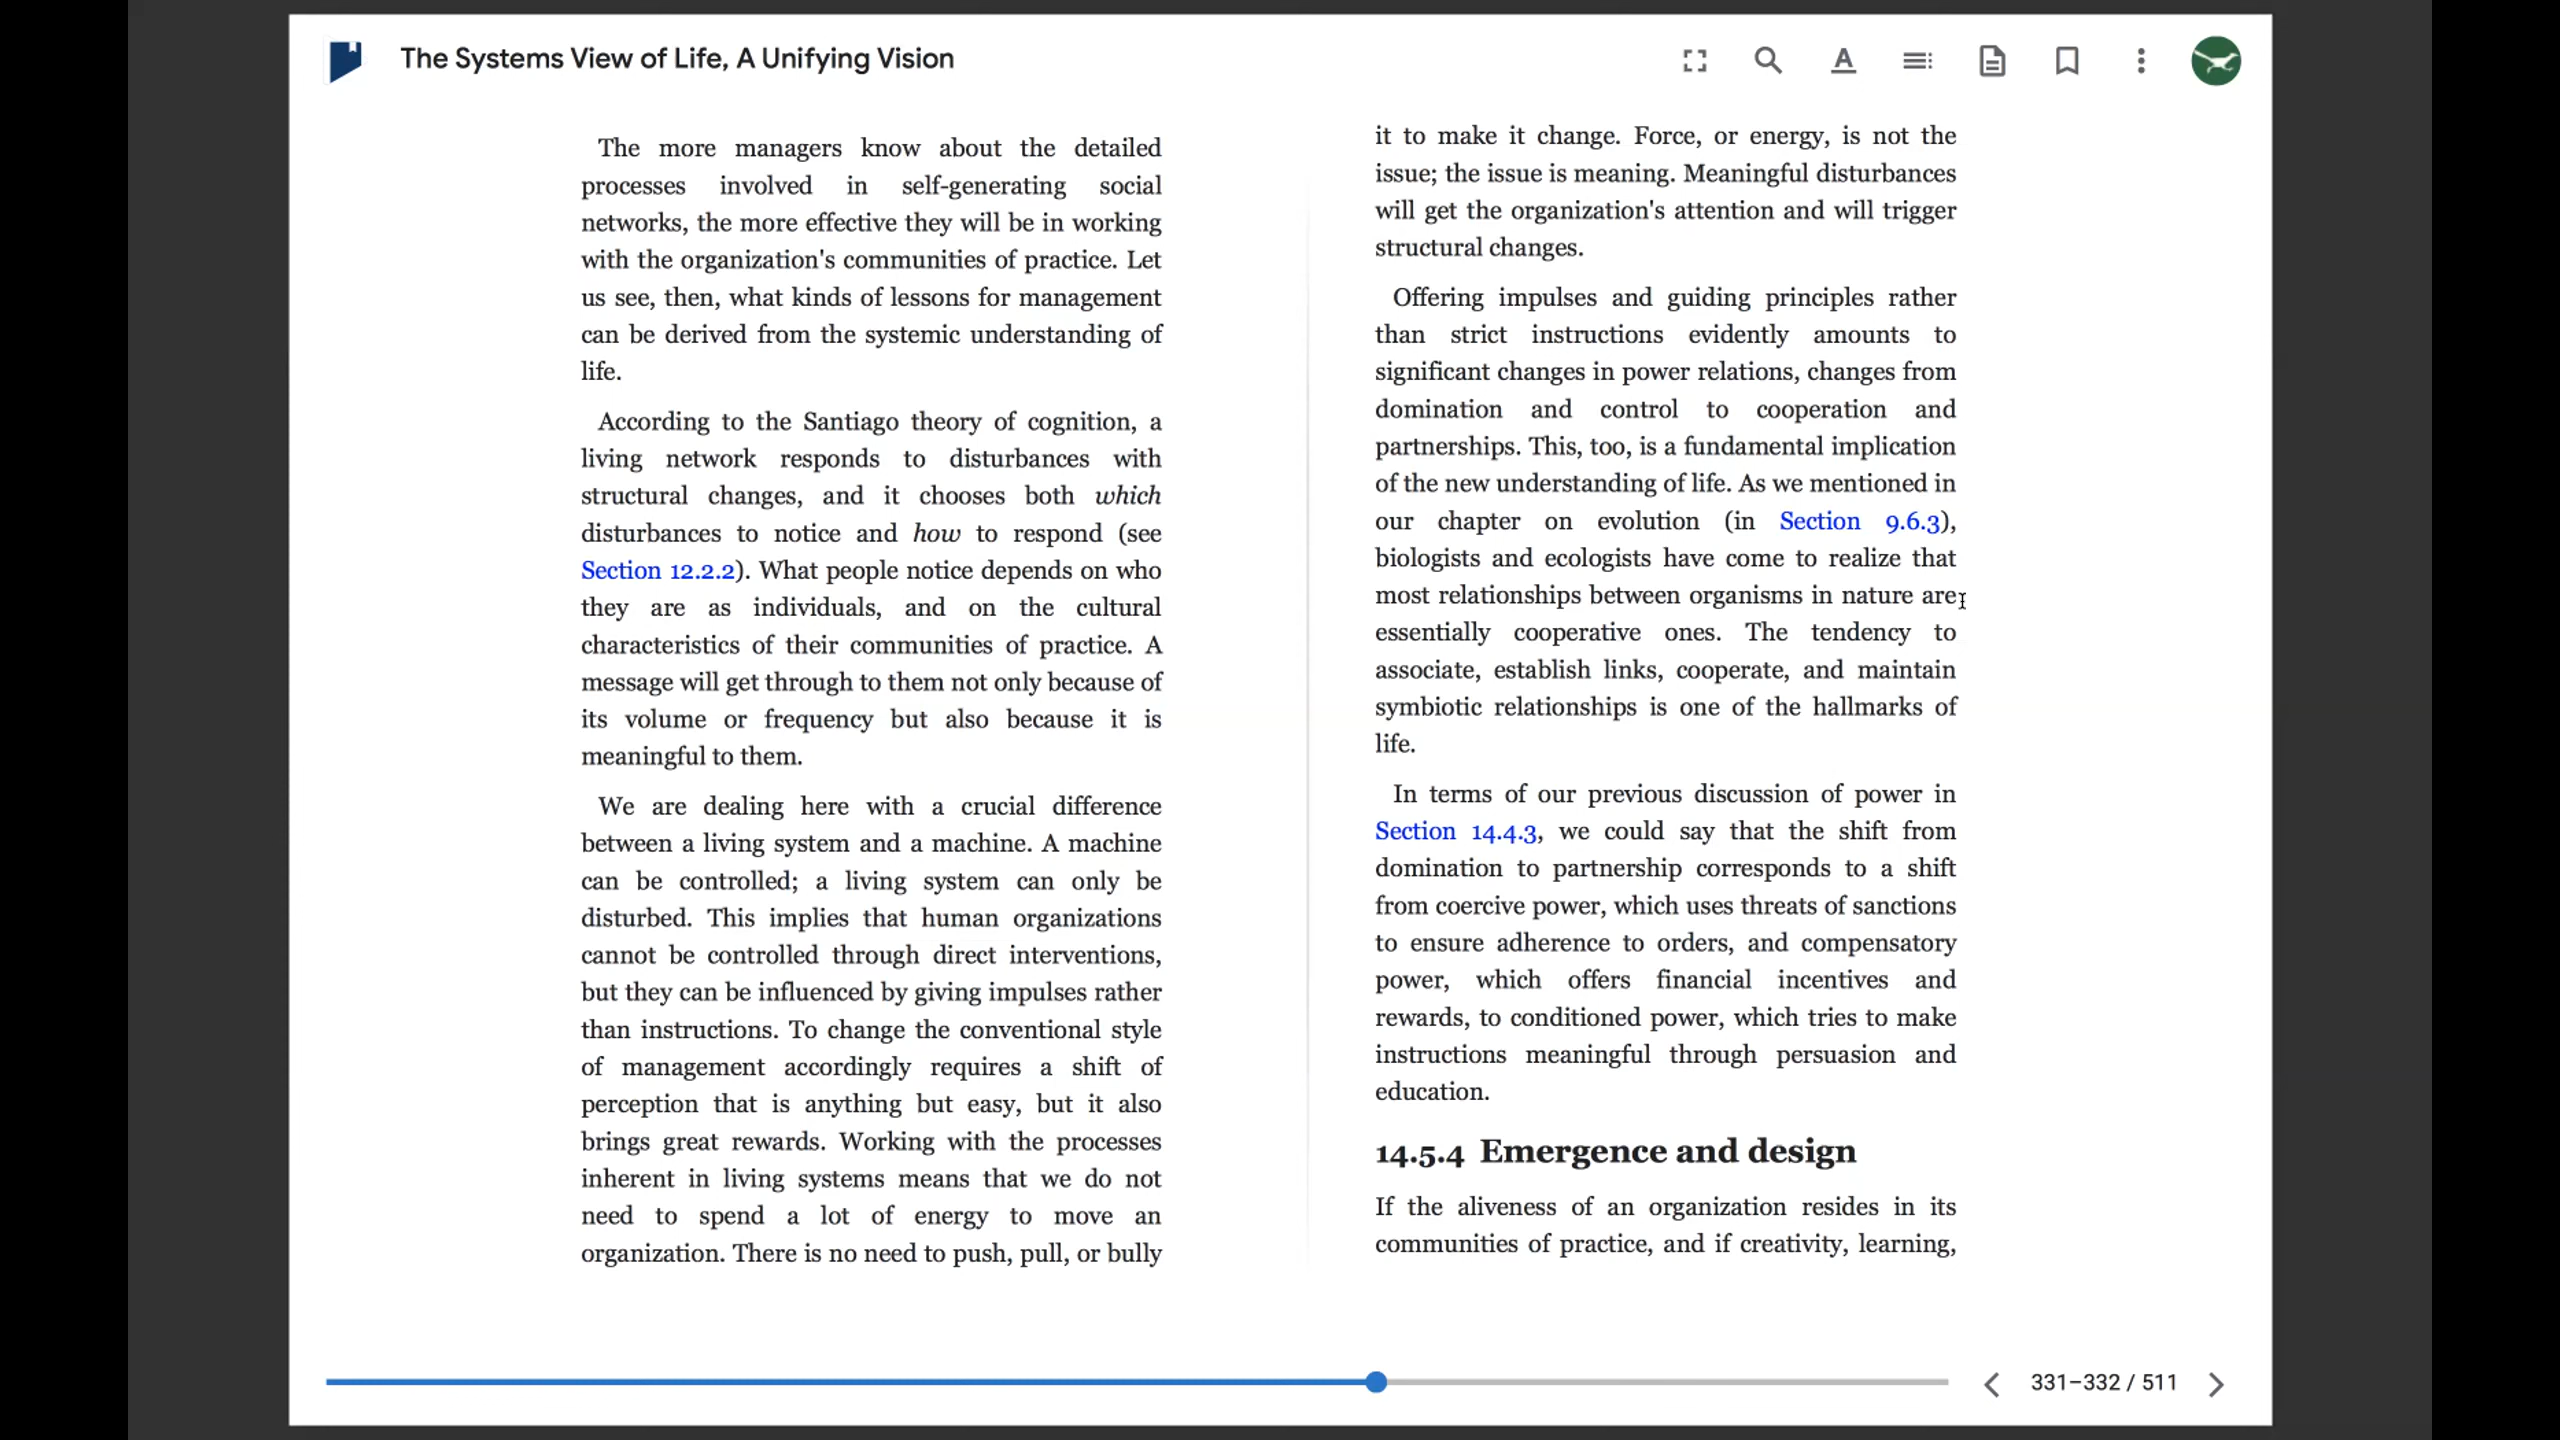 The Systems View of Life, A Unifying Vision
The more managers know about the detailed
processes involved in self-generating social
networks, the more effective they will be in working
with the organization's communities of practice. Let
us see, then, what kinds of lessons for management
can be derived from the systemic understanding of
life.
According to the Santiago theory of cognition, a
living network responds to disturbances with
structural changes, and it chooses both which
disturbances to notice and how to respond (see
Section 12.2.2). What people notice depends on who
they are as individuals, and on the cultural
characteristics of their communities of practice. A
message will get through to them not only because of
its volume or frequency but also because it is
meaningful to them.
We are dealing here with a crucial difference
between a living system and a machine. A machine
can be controlled; a living system can only be
disturbed. This implies that human organizations
cannot be controlled through direct interventions,
but they can be influenced by giving impulses rather
than instructions. To change the conventional style
of management accordingly requires a shift of
perception that is anything but easy, but it also
brings great rewards. Working with the processes
inherent in living systems means that we do not
need to spend a lot of energy to move an
organization. There is no need to push, pull, or bully
it to make it change. Force, or energy, is not the
issue; the issue is meaning. Meaningful disturbances
will get the organization's attention and will trigger
structural changes.
Offering impulses and guiding principles rather
than strict instructions evidently amounts to
significant changes in power relations, changes from
domination and control to cooperation and
partnerships. This, too, is a fundamental implication
of the new understanding of life. As we mentioned in
our chapter on evolution (in Section 9.6.3),
biologists and ecologists have come to realize that
most relationships between organisms in nature are
essentially cooperative ones. The tendency to
associate, establish links, cooperate, and maintain
symbiotic relationships is one of the hallmarks of
life.
In terms of our previous discussion of power in
Section 14.4.3, we could say that the shift from
domination to partnership corresponds to a shift
from coercive power, which uses threats of sanctions
to ensure adherence to orders, and compensatory
power, which offers financial incentives and
rewards, to conditioned power, which tries to make
instructions meaningful through persuasion and
education.
14.5.4 Emergence and design
If the aliveness of an organization resides in its
communities of practice, and if creativity, learning,
331–332 / 511